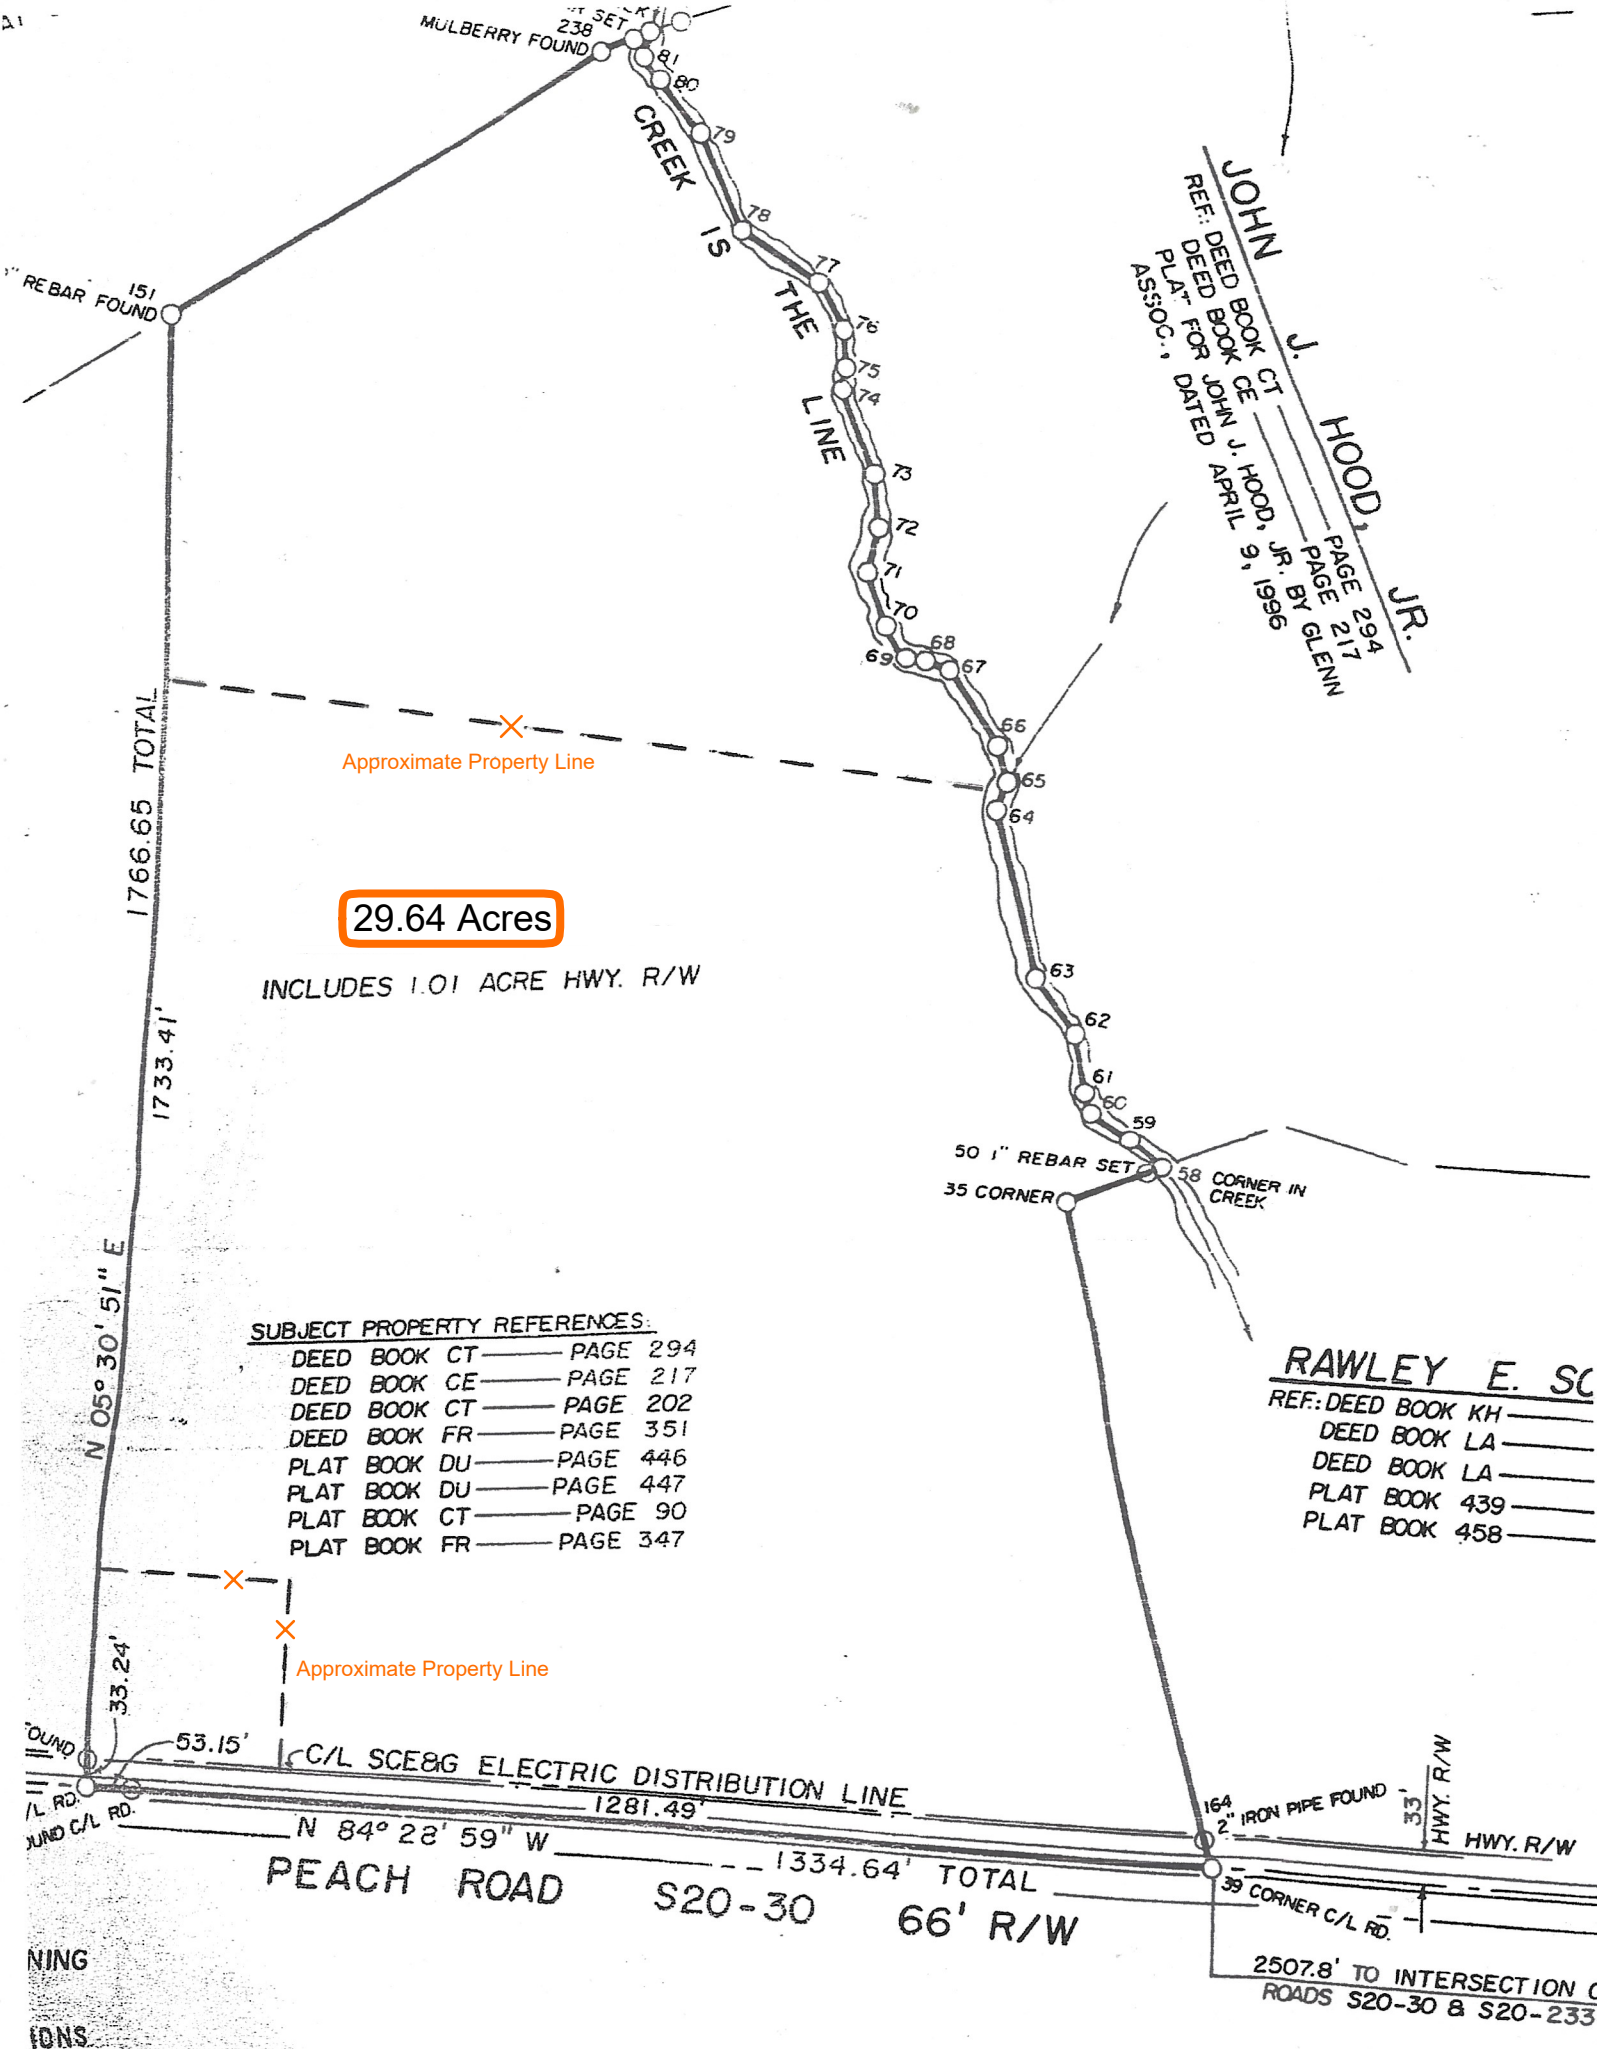 SET
238
MULBERRY FOUND
81
80
79
78
77
76
75
74
73
72
71
70
69
68
67
66
65
64
63
62
61
60
59
CREEK IS THE LINE
JOHN J. HOOD, JR.
REF.: DEED BOOK CT PAGE 294
DEED BOOK CE PAGE 217
PLAT FOR JOHN J. HOOD, JR. BY GLENN
ASSOC., DATED APRIL 9, 1996
151
" REBAR FOUND
1766.65 TOTAL
Approximate Property Line
29.64 Acres
INCLUDES 1.01 ACRE HWY. R/W
1733.41'
50 1" REBAR SET
58 CORNER IN
CREEK
35 CORNER
N 05° 30' 51" E
SUBJECT PROPERTY REFERENCES:
DEED BOOK CT PAGE 294
DEED BOOK CE PAGE 217
DEED BOOK CT PAGE 202
DEED BOOK FR PAGE 351
PLAT BOOK DU PAGE 446
PLAT BOOK DU PAGE 447
PLAT BOOK CT PAGE 90
PLAT BOOK FR PAGE 347
RAWLEY E. SC
REF.: DEED BOOK KH
DEED BOOK LA
DEED BOOK LA
PLAT BOOK 439
PLAT BOOK 458
Approximate Property Line
33.24'
OUND
53.15'
C/L SCE&G ELECTRIC DISTRIBUTION LINE
/L RD.
OUND C/L RD.
1281.49'
N 84° 28' 59" W
1334.64' TOTAL
164
2" IRON PIPE FOUND
33'
HWY. R/W
HWY. R/W
39 CORNER C/L RD.
PEACH ROAD S20-30 66' R/W
2507.8' TO INTERSECTION
ROADS S20-30 & S20-233
NING
IONS